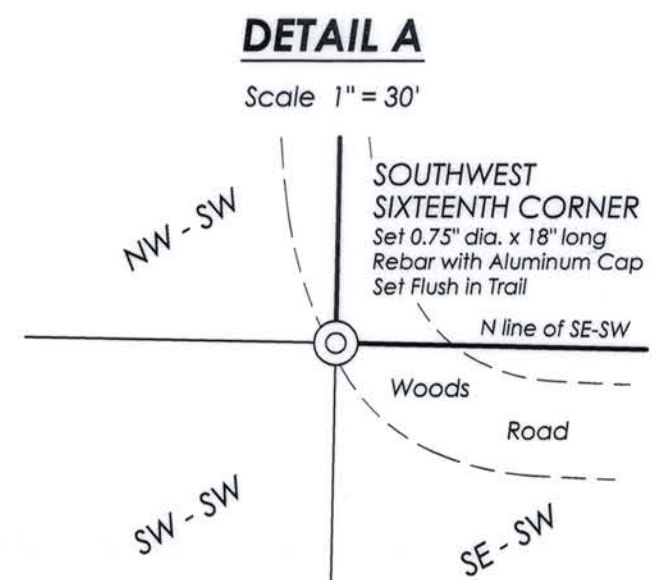 DETAIL A
Scale 1" = 30'
SOUTHWEST
SIXTEENTH CORNER
Set 0.75" dia. x 18" long
Rebar with Aluminum Cap
Set Flush in Trail
NW - SW
N line of SE-SW
Woods
Road
SW - SW
SE - SW